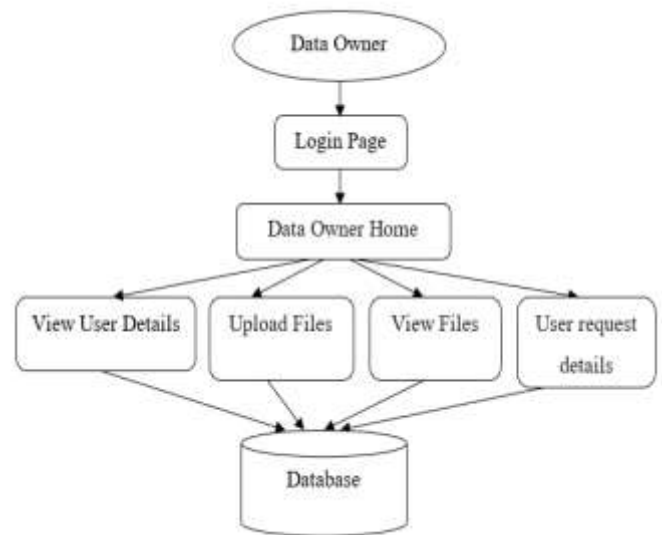 Data Owner
Login Page
Data Owner Home
View User Details
Upload Files
View Files
User request
details
Database